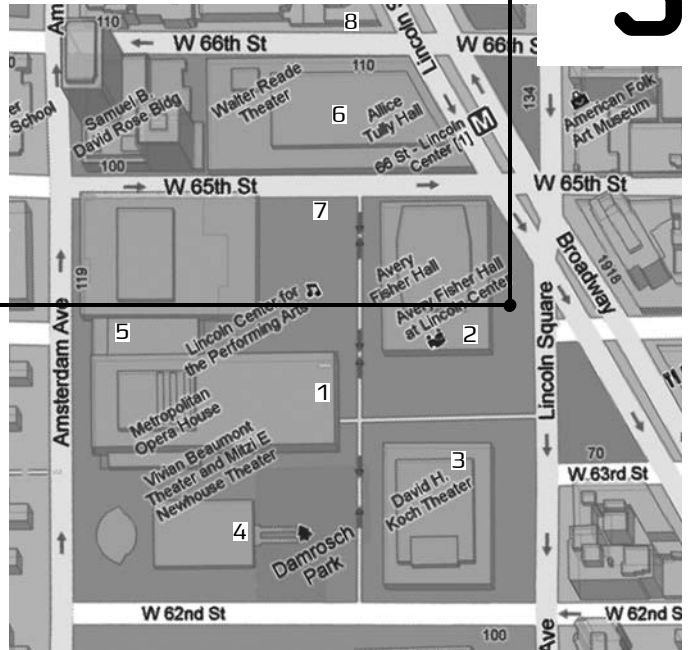 8
Am
110
Lincoln S
W 66th St
W 66th S
110
Walter Reade
Theater
6
Allice
Tully Hall
134
American Folk
Art Museum
School
Samuel B.
David Rose Bldg
M
66 St - Lincoln
Center [1]
100
W 65th St
W 65th St
7
Broadway
1918
119
Avery
Fisher Hall
Avery Fisher Hall
at Lincoln Center
2
Lincoln Center for
the Performing Arts
5
Amsterdam Ave
Lincoln Square
1
Metropolitan
Opera House
Vivian Beaumont
Theater and Mitzi E
Newhouse Theater
3
David H.
Koch Theater
70
W 63rd St
4
Damrosch
Park
W 62nd St
W 62nd S
100
Ave